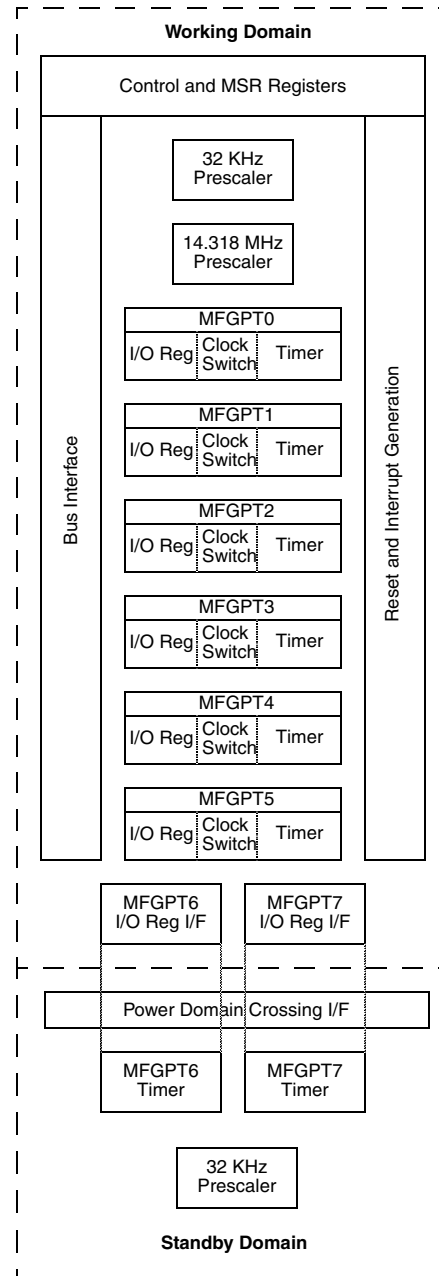 Working Domain
Control and MSR Registers
Bus Interface
32 KHz
Prescaler
14.318 MHz
Prescaler
MFGPT0
I/O Reg Clock Switch Timer
MFGPT1
I/O Reg Clock Switch Timer
MFGPT2
I/O Reg Clock Switch Timer
MFGPT3
I/O Reg Clock Switch Timer
MFGPT4
I/O Reg Clock Switch Timer
MFGPT5
I/O Reg Clock Switch Timer
Reset and Interrupt Generation
MFGPT6
I/O Reg I/F
MFGPT7
I/O Reg I/F
Power Domain Crossing I/F
MFGPT6
Timer
MFGPT7
Timer
32 KHz
Prescaler
Standby Domain